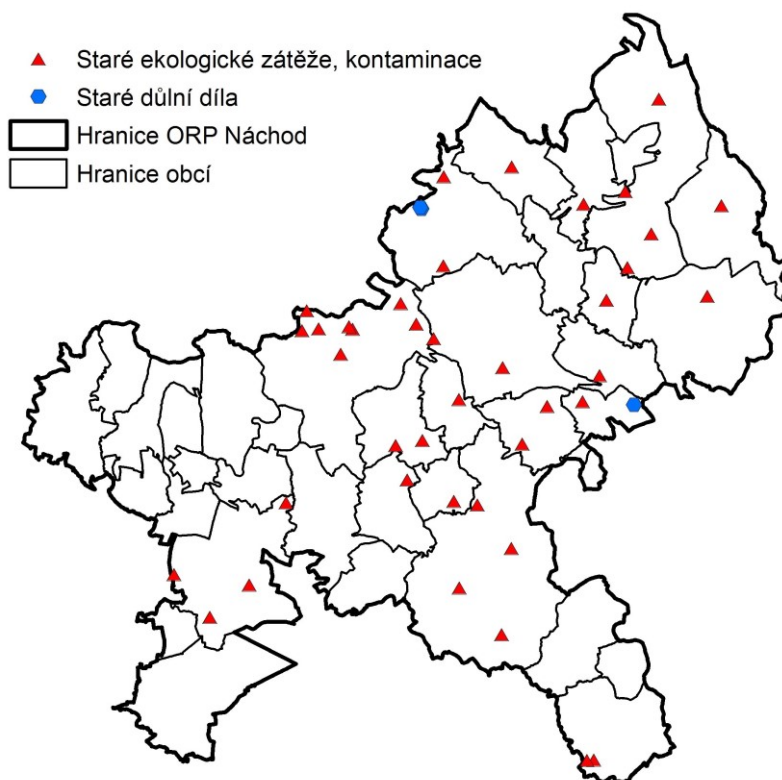 Staré ekologické zátěže, kontaminace
Staré důlní díla
Hranice ORP Náchod
Hranice obcí